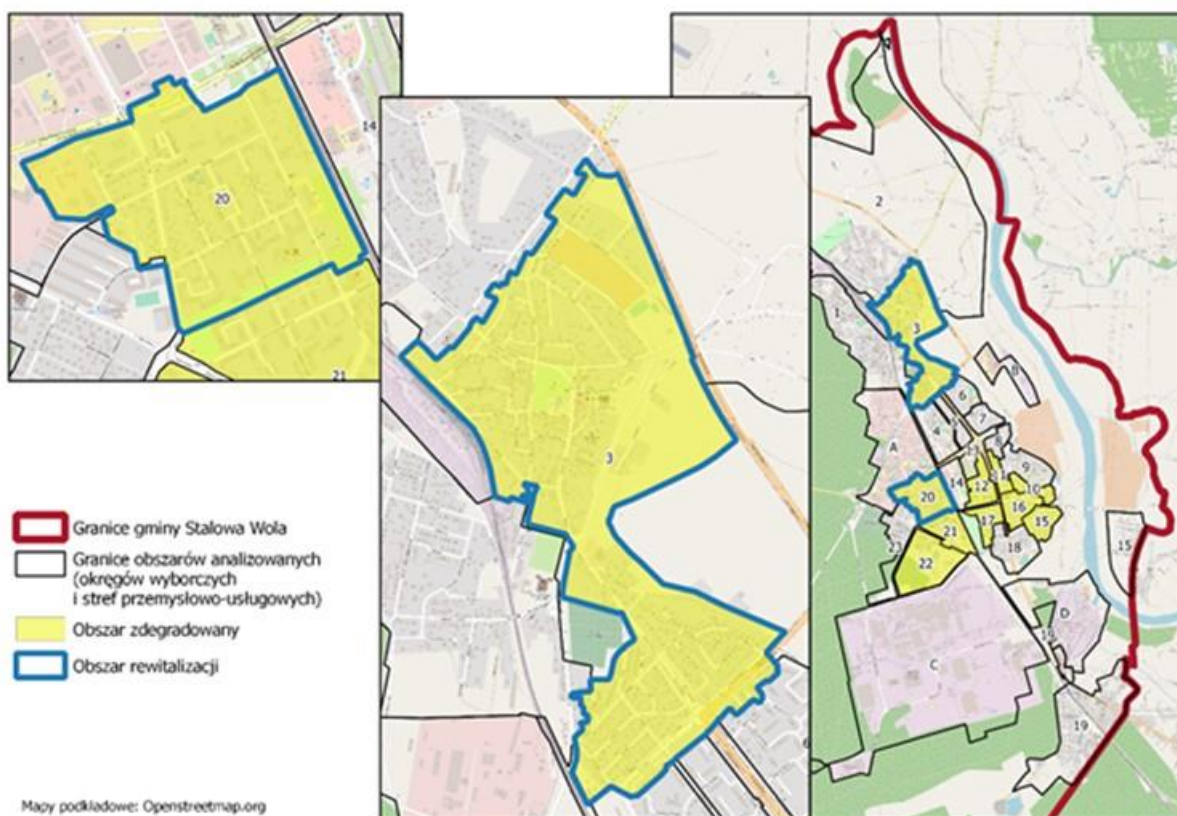 14
20
21
3
6
Granice gminy Stalowa Wola
Granice obszarów analizowanych
(okręgów wyborczych
i stref przemysłowo-usługowych)
Obszar zdegradowany
Obszar rewitalizacji
Mapy podkładowe: Openstreetmap.org
2
1
3
B
6
7
4
8
A
13
9
14
12
11
10
20
16
17
15
21
23
18
22
15
D
C
19